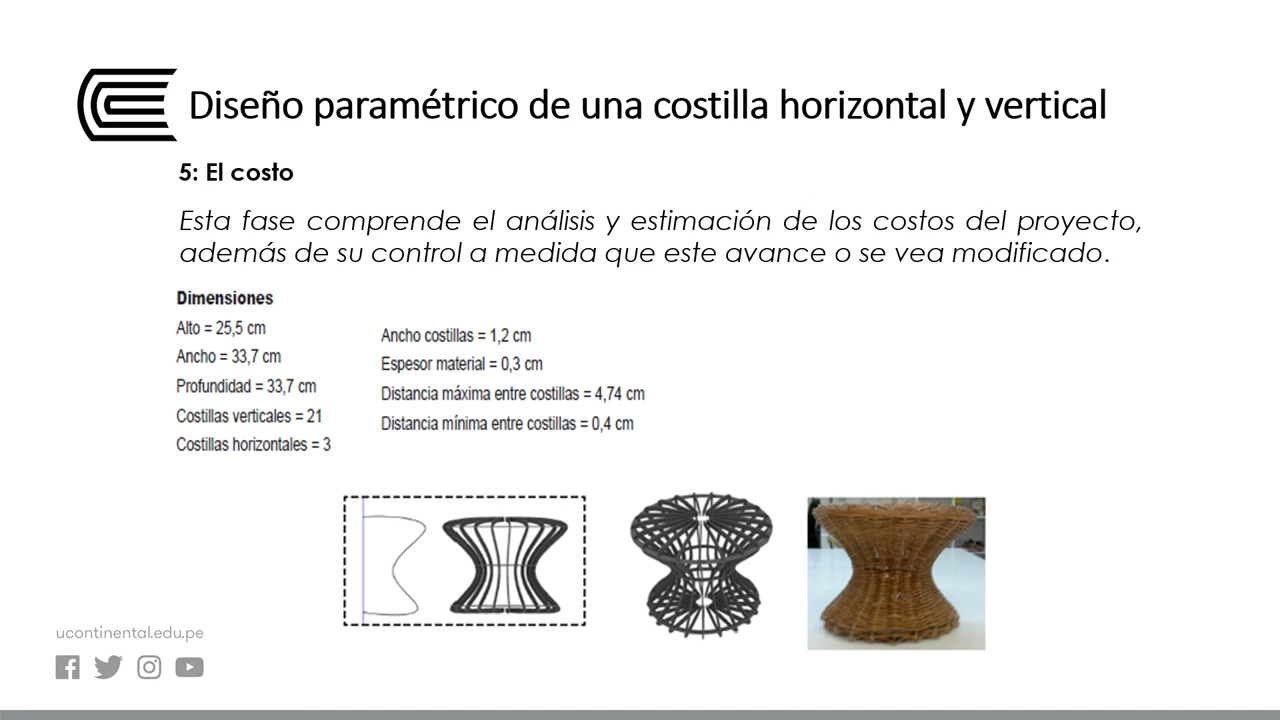 Diseño paramétrico de una costilla horizontal y vertical
5: El costo
Esta fase comprende el análisis y estimación de los costos del proyecto,
además de su control a medida que este avance o se vea modificado.
Dimensiones
Alto = 25,5 cm
Ancho = 33,7 cm
Profundidad = 33,7 cm
Costillas verticales = 21
Costillas horizontales = 3
Ancho costillas = 1,2 cm
Espesor material = 0,3 cm
Distancia máxima entre costillas = 4,74 cm
Distancia mínima entre costillas = 0,4 cm
ucontinental.edu.pe